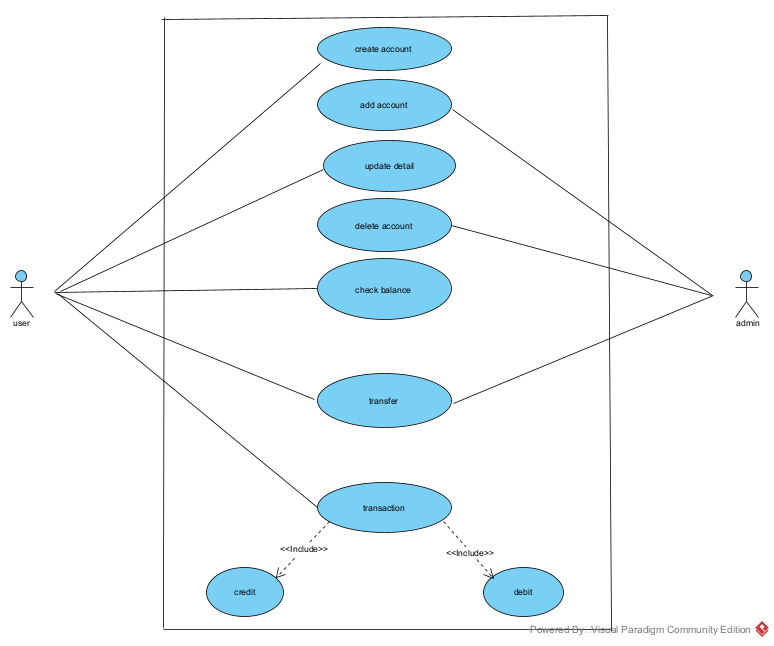 create account
add account
update detail
delete account
check balance
user
admin
transfer
transaction
<<Include>>
<<Include>>
credit
debit
Powered By: Visual Paradigm Community Edition